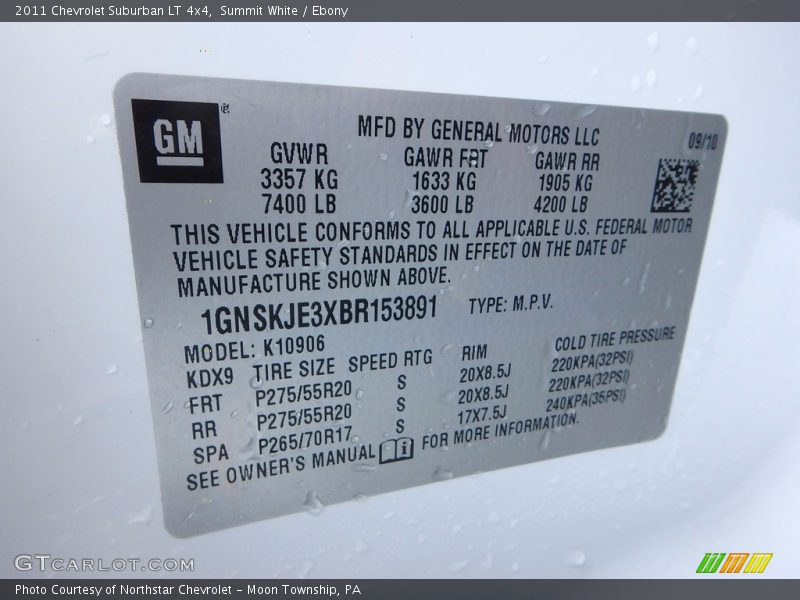 2011 Chevrolet Suburban LT 4x4, Summit White / Ebony
GM ®
MFD BY GENERAL MOTORS LLC 09/10
GVWR GAWR FRT GAWR RR
3357 KG 1633 KG 1905 KG
7400 LB 3600 LB 4200 LB
THIS VEHICLE CONFORMS TO ALL APPLICABLE U.S. FEDERAL MOTOR
VEHICLE SAFETY STANDARDS IN EFFECT ON THE DATE OF
MANUFACTURE SHOWN ABOVE.
1GNSKJE3XBR153891 TYPE: M.P.V.
MODEL: K10906
KDX9 TIRE SIZE SPEED RTG RIM COLD TIRE PRESSURE
FRT P275/55R20 S 20X8.5J 220KPA(32PSI)
RR P275/55R20 S 20X8.5J 220KPA(32PSI)
SPA P265/70R17 S 17X7.5J 240KPA(35PSI)
SEE OWNER'S MANUAL i FOR MORE INFORMATION.
GTCARLOT.COM
Photo Courtesy of Northstar Chevrolet - Moon Township, PA